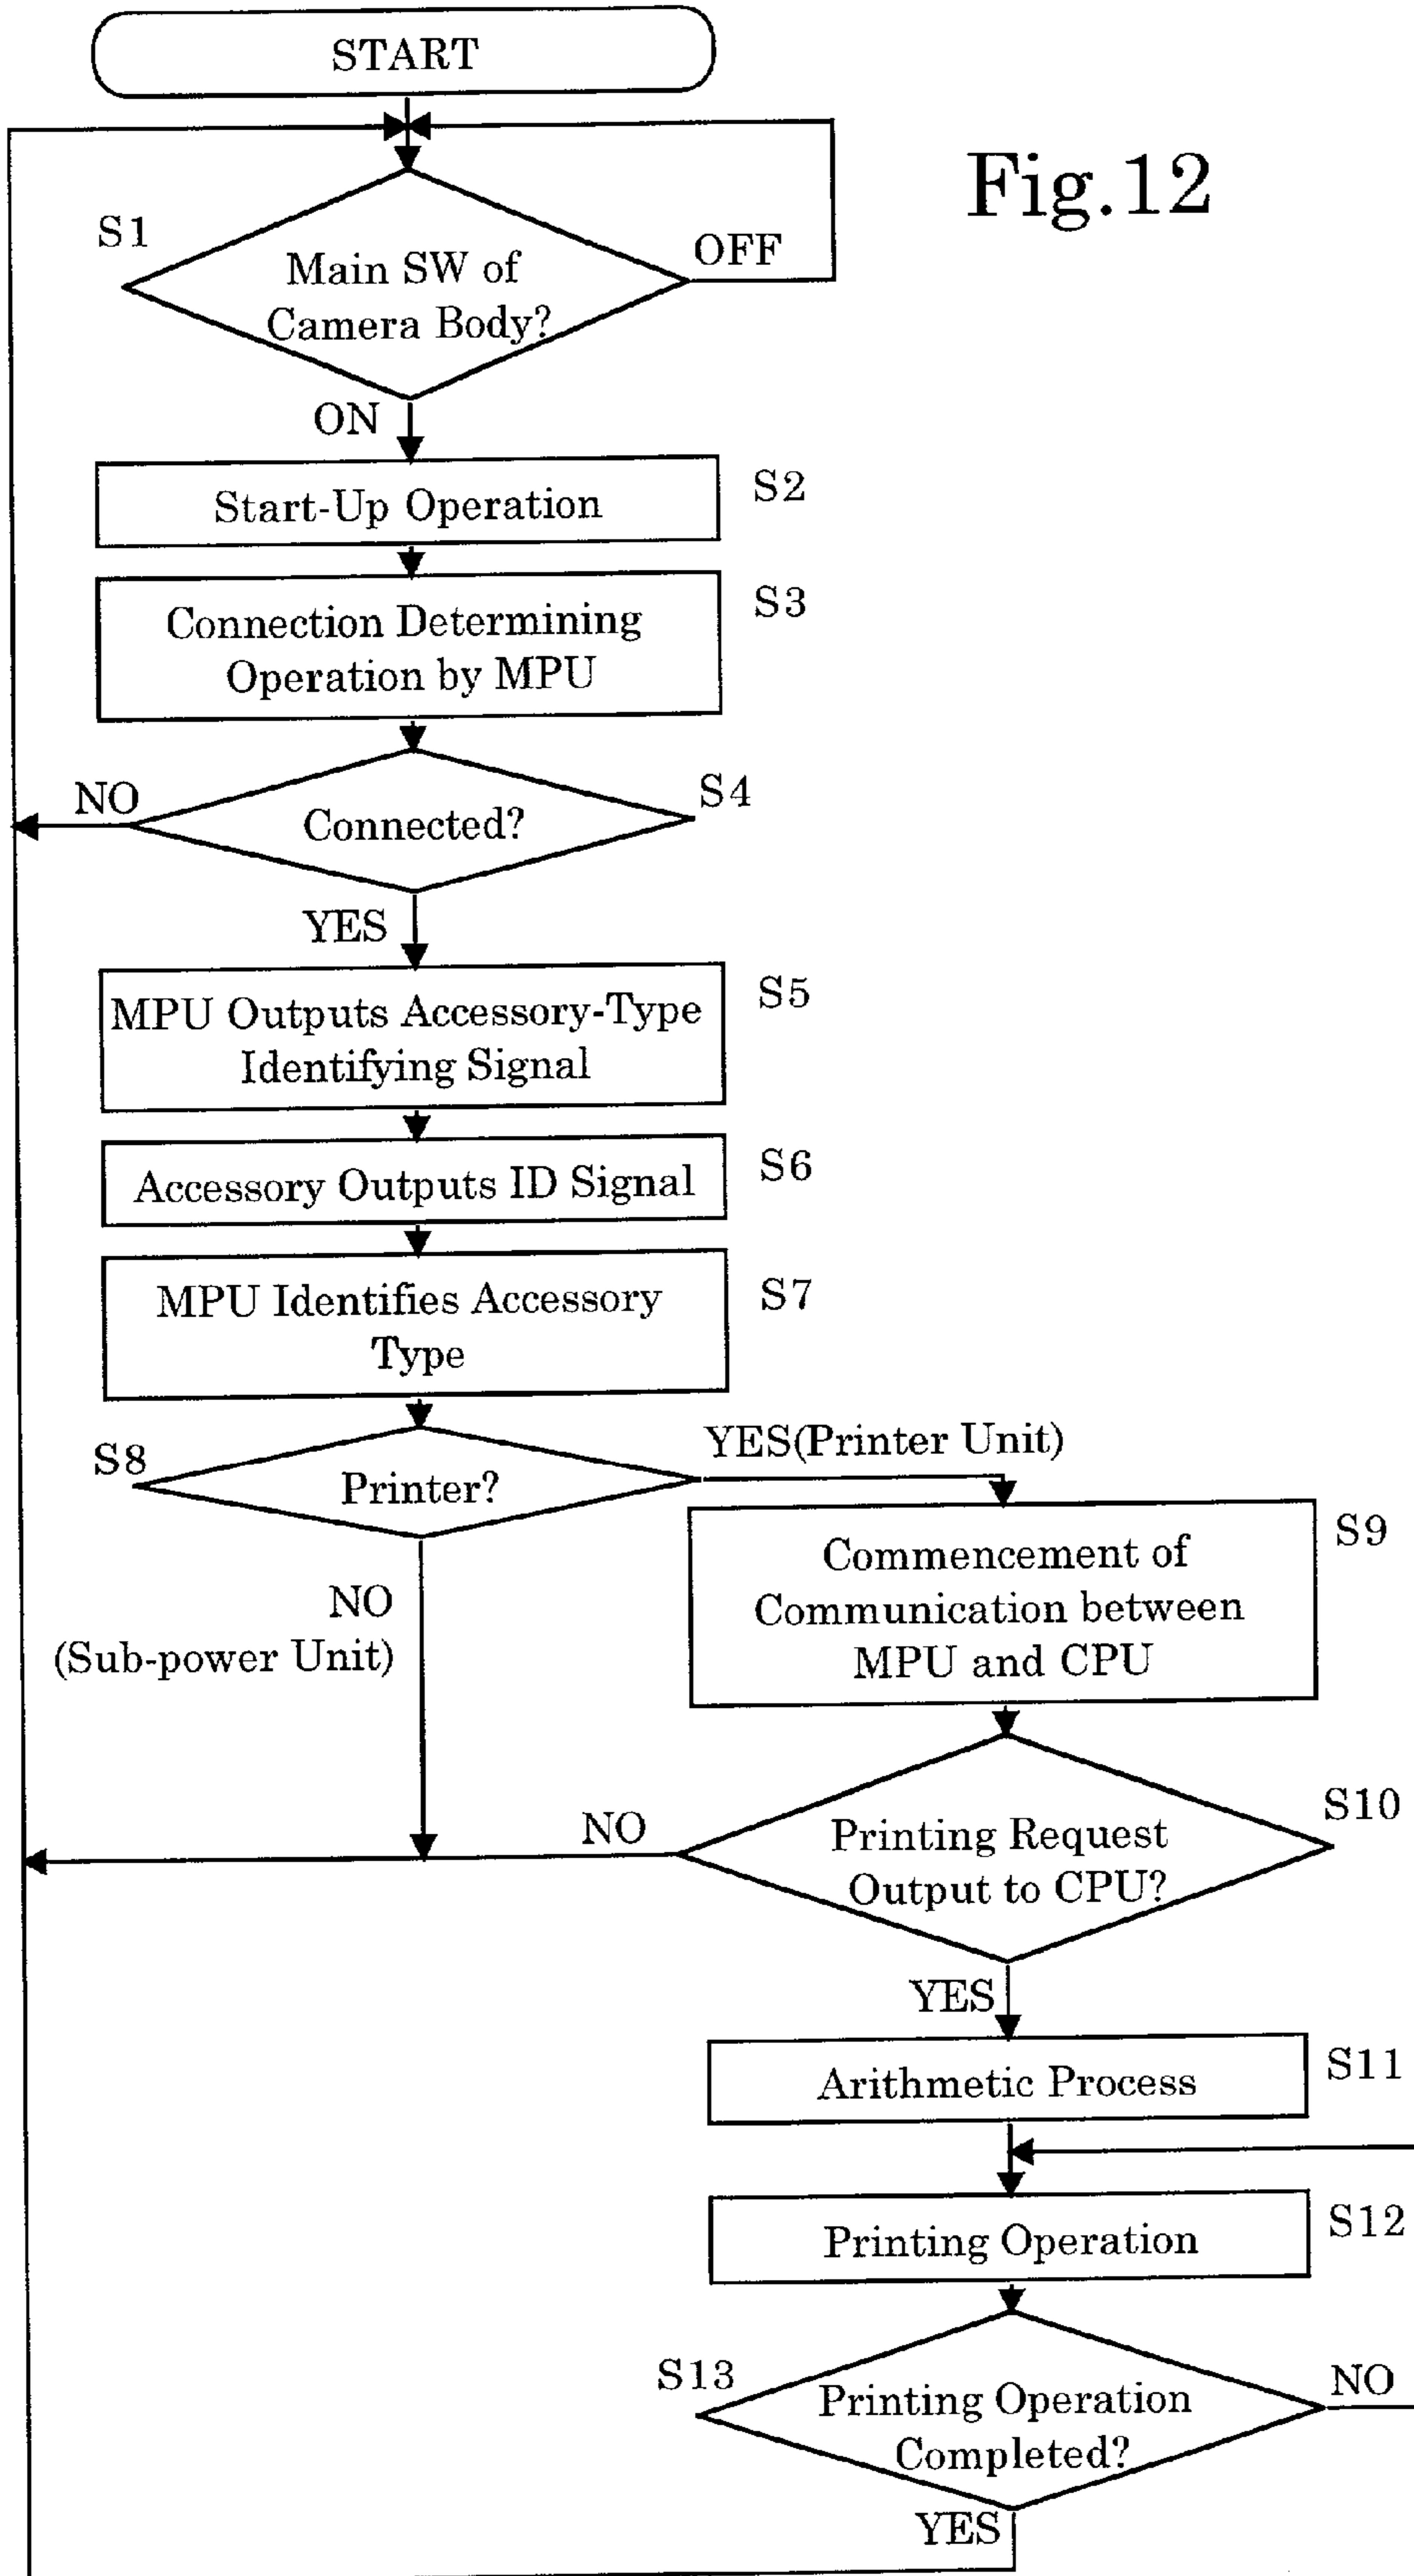 START
Fig.12
S1
Main SW of
Camera Body?
OFF
ON
Start-Up Operation
S2
Connection Determining
Operation by MPU
S3
NO
Connected?
S4
YES
MPU Outputs Accessory-Type
Identifying Signal
S5
Accessory Outputs ID Signal
S6
MPU Identifies Accessory
Type
S7
S8
Printer?
YES(Printer Unit)
NO
(Sub-power Unit)
Commencement of
Communication between
MPU and CPU
S9
NO
Printing Request
Output to CPU?
S10
YES
Arithmetic Process
S11
Printing Operation
S12
S13
Printing Operation
Completed?
NO
YES